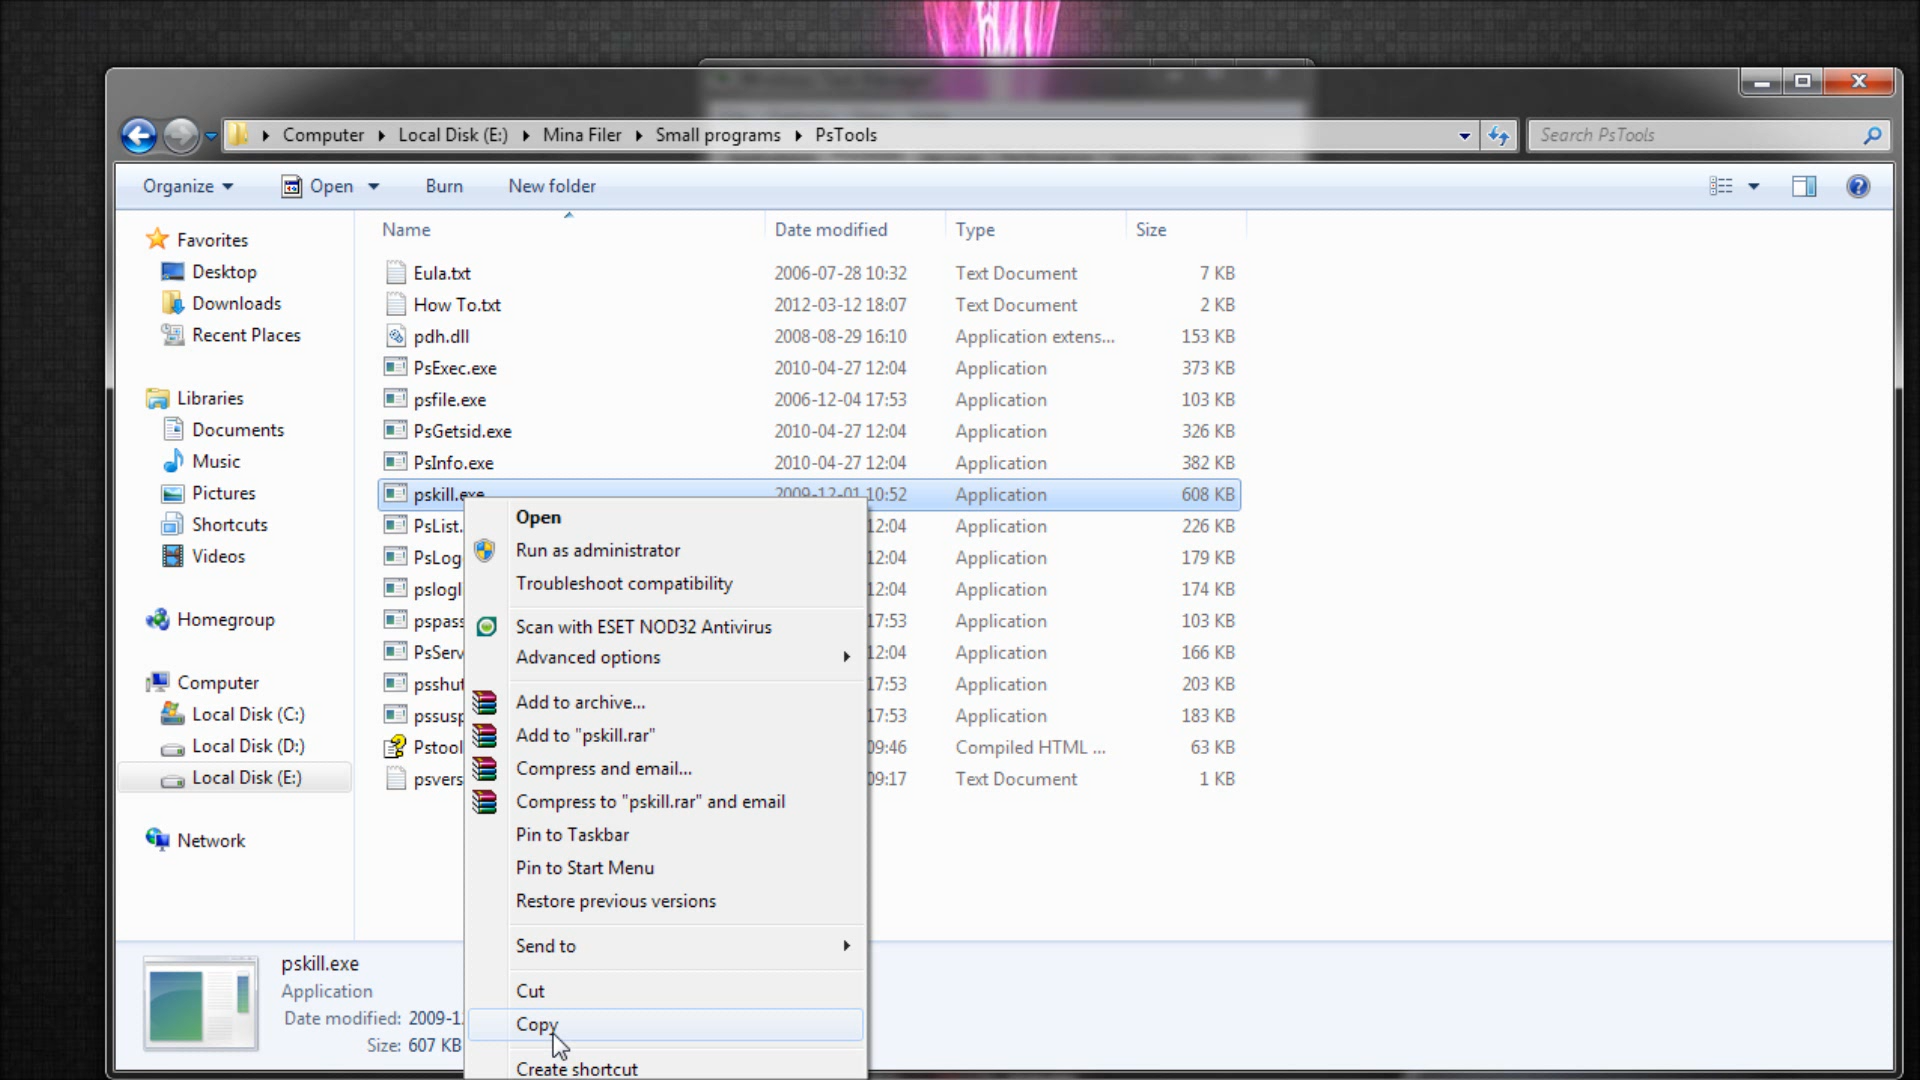 Computer Local Disk (E:) Mina Filer Small programs PsTools
Search PsTools
Organize Open Burn New folder
Name Date modified Type Size
Favorites
Desktop
Downloads
Recent Places
Libraries
Documents
Music
Pictures
Shortcuts
Videos
Homegroup
Computer
Local Disk (C:)
Local Disk (D:)
Local Disk (E:)
Network
Eula.txt 2006-07-28 10:32 Text Document 7 KB
How To.txt 2012-03-12 18:07 Text Document 2 KB
pdh.dll 2008-08-29 16:10 Application extens... 153 KB
PsExec.exe 2010-04-27 12:04 Application 373 KB
psfile.exe 2006-12-04 17:53 Application 103 KB
PsGetsid.exe 2010-04-27 12:04 Application 326 KB
PsInfo.exe 2010-04-27 12:04 Application 382 KB
pskill.exe 2009-12-01 10:52 Application 608 KB
PsList. 12:04 Application 226 KB
PsLog 12:04 Application 179 KB
pslogl 12:04 Application 174 KB
pspass 17:53 Application 103 KB
PsServ 12:04 Application 166 KB
psshut 17:53 Application 203 KB
pssusp 17:53 Application 183 KB
Pstool 09:46 Compiled HTML ... 63 KB
psvers 09:17 Text Document 1 KB
Open
Run as administrator
Troubleshoot compatibility
Scan with ESET NOD32 Antivirus
Advanced options
Add to archive...
Add to "pskill.rar"
Compress and email...
Compress to "pskill.rar" and email
Pin to Taskbar
Pin to Start Menu
Restore previous versions
Send to
Cut
Copy
Create shortcut
pskill.exe
Application
Date modified: 2009-1
Size: 607 KB